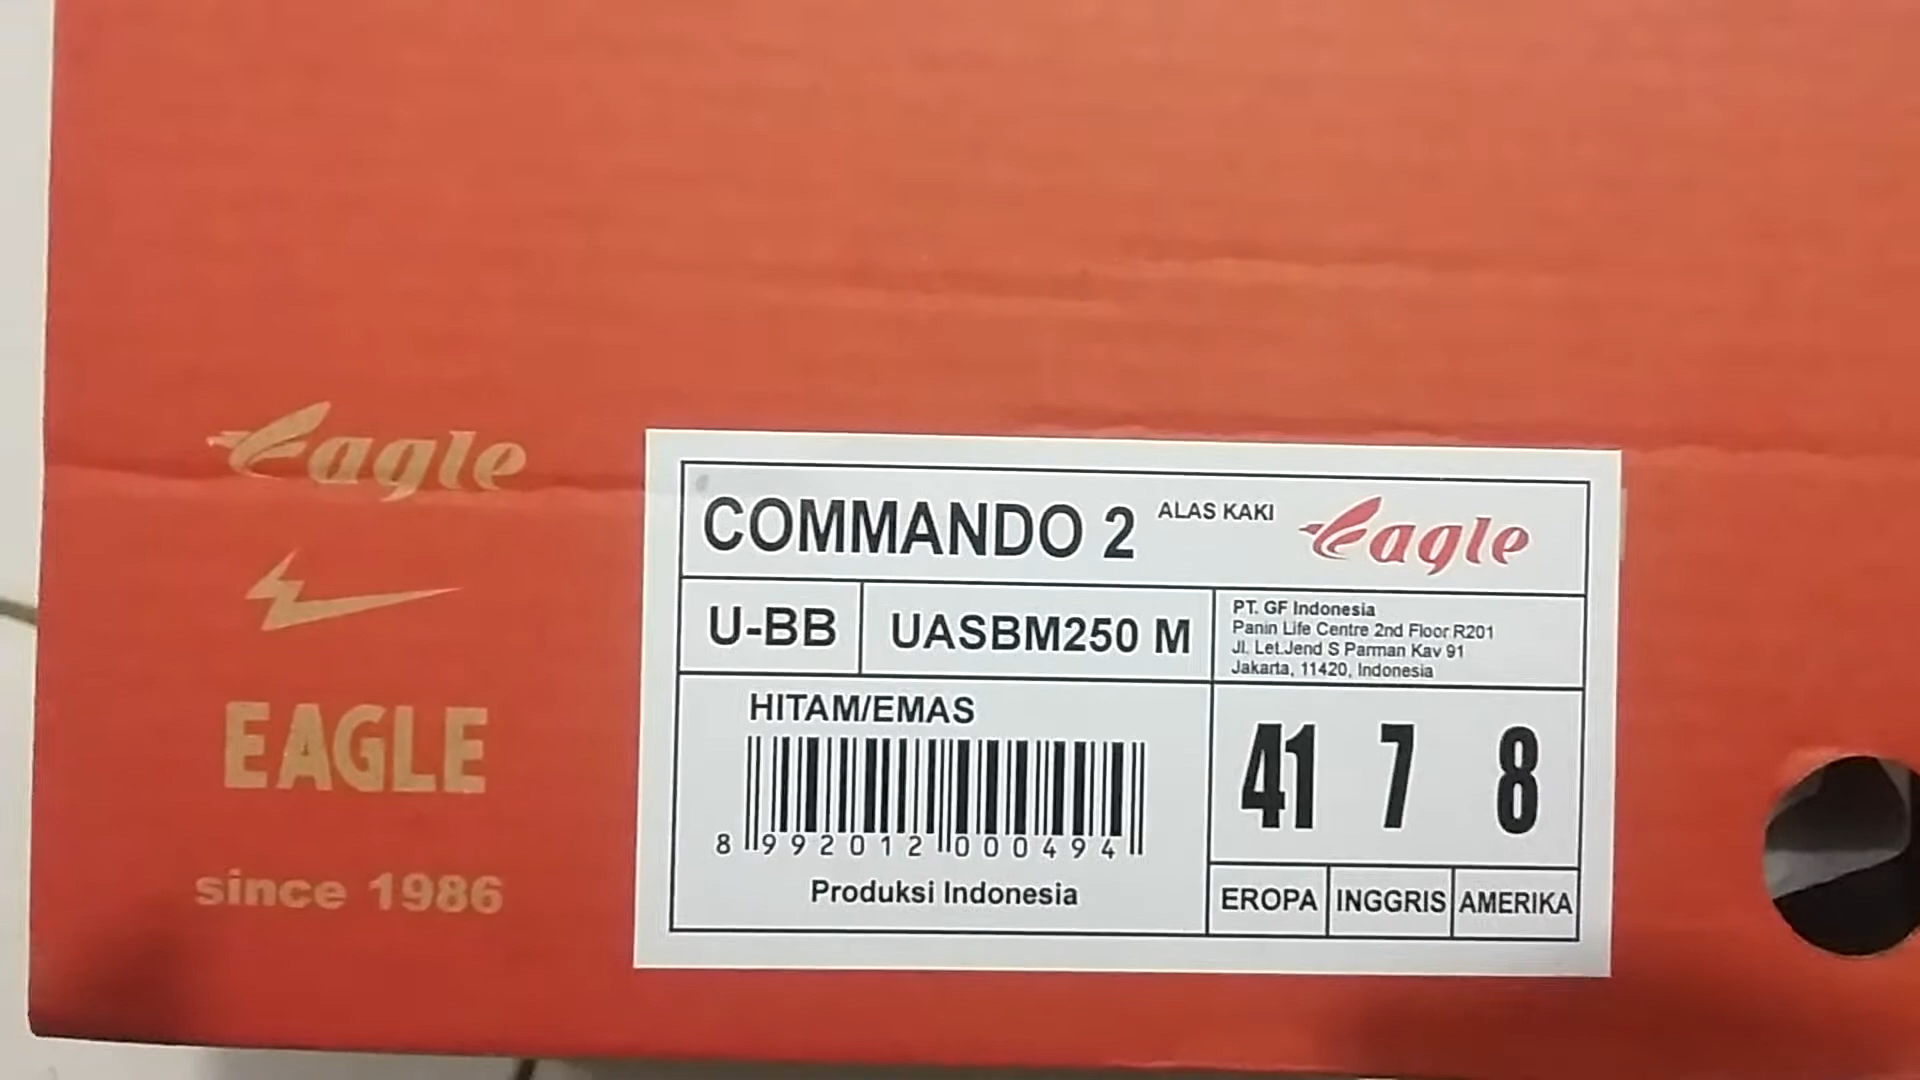 Eagle
EAGLE
since 1986
COMMANDO 2 ALAS KAKI Eagle
U-BB UASBM250 M
PT. GF Indonesia
Panin Life Centre 2nd Floor R201
Jl. Let.Jend S Parman Kav 91
Jakarta, 11420, Indonesia
HITAM/EMAS
8 992012 000494
Produksi Indonesia
41 7 8
EROPA INGGRIS AMERIKA